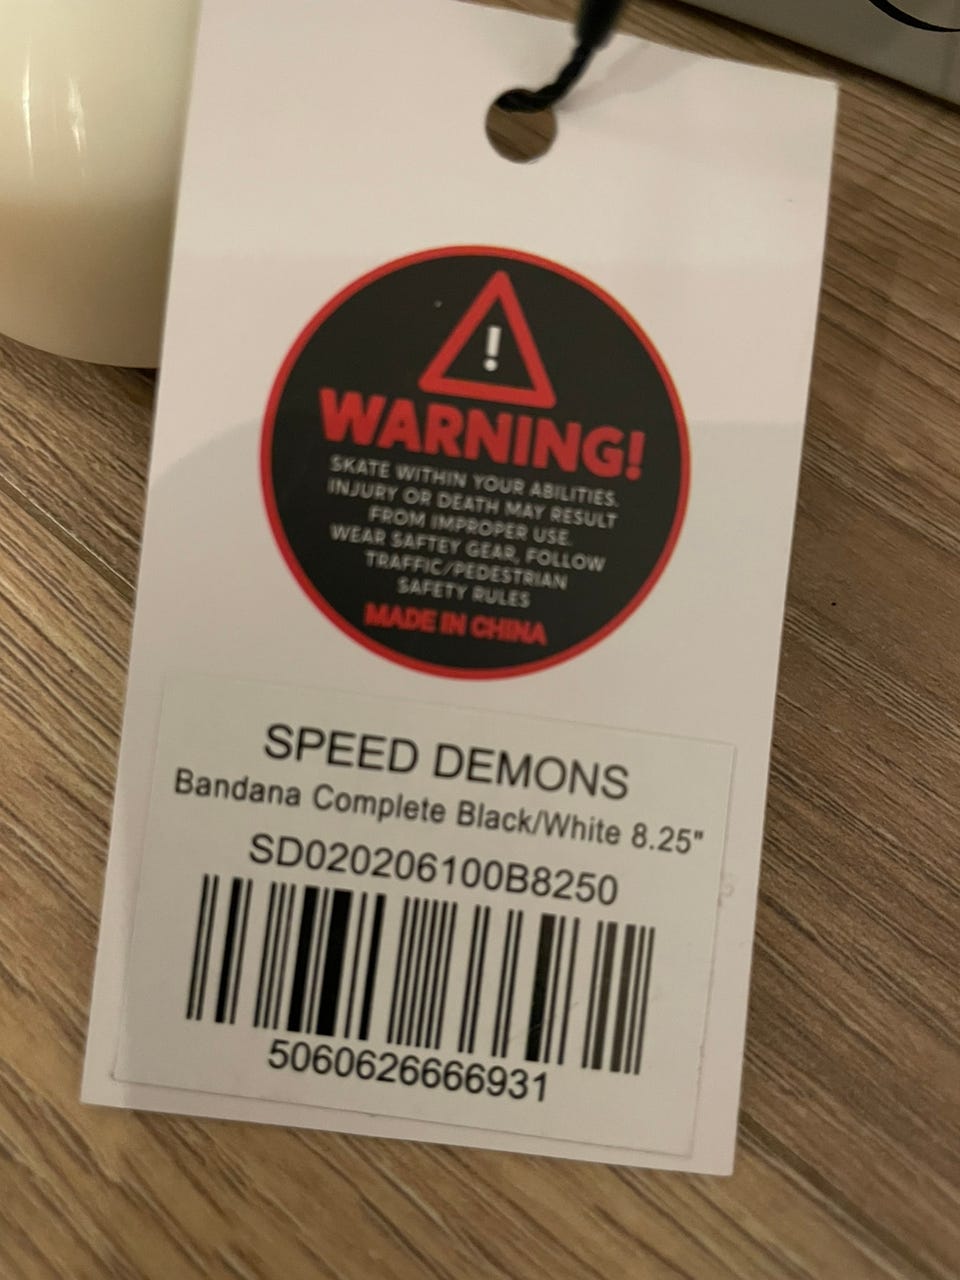 !
WARNING!
SKATE WITHIN YOUR ABILITIES.
INJURY OR DEATH MAY RESULT
FROM IMPROPER USE.
WEAR SAFTEY GEAR, FOLLOW
TRAFFIC/PEDESTRIAN
SAFETY RULES
MADE IN CHINA
SPEED DEMONS
Bandana Complete Black/White 8.25"
SD020206100B8250
5060626666931